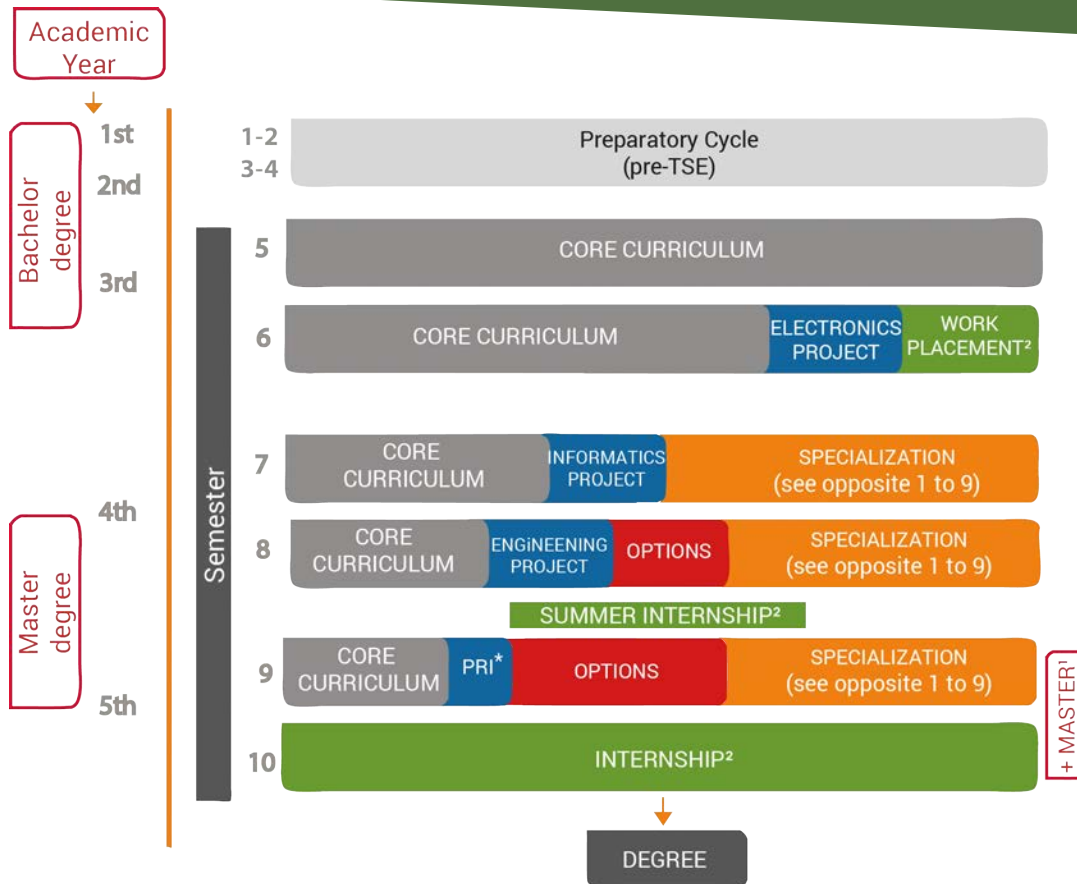 Academic
Year
Bachelor
degree
1st
2nd
3rd
1-2
3-4
Preparatory Cycle
(pre-TSE)
5
CORE CURRICULUM
6
CORE CURRICULUM
ELECTRONICS
PROJECT
WORK
PLACEMENT²
Semester
7
CORE
CURRICULUM
INFORMATICS
PROJECT
SPECIALIZATION
(see opposite 1 to 9)
Master
degree
4th
5th
8
CORE
CURRICULUM
ENGiNEENING
PROJECT
OPTIONS
SPECIALIZATION
(see opposite 1 to 9)
SUMMER INTERNSHIP²
9
CORE
CURRICULUM
PRI*
OPTIONS
SPECIALIZATION
(see opposite 1 to 9)
+ MASTER¹
10
INTERNSHIP²
DEGREE